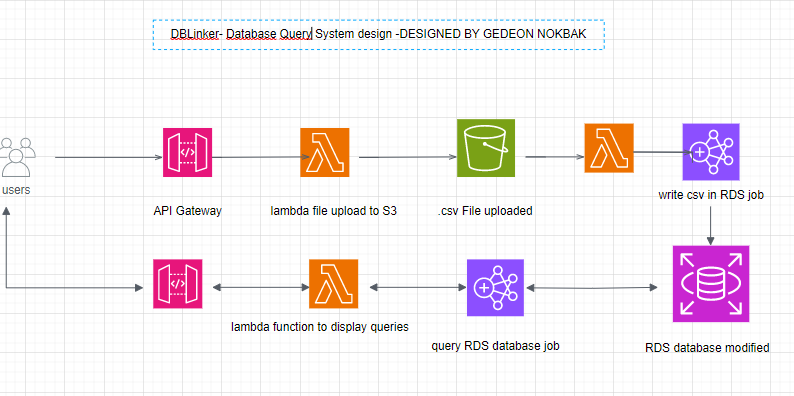 DBLinker- Database Query System design -DESIGNED BY GEDEON NOKBAK
users
API Gateway
lambda file upload to S3
.csv File uploaded
write csv in RDS job
lambda function to display queries
query RDS database job
RDS database modified